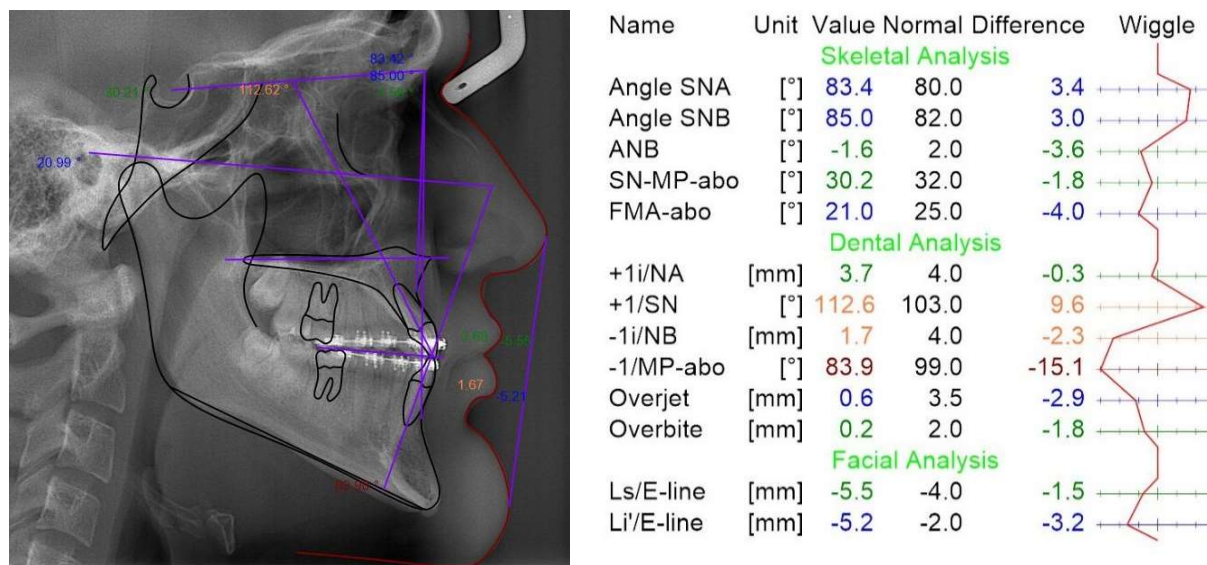 83.42 °
85.00
112.62 °
20.99 °
1.67
-5.21
Name Unit Value Normal Difference Wiggle
Skeletal Analysis
Angle SNA [°] 83.4 80.0 3.4
Angle SNB [°] 85.0 82.0 3.0
ANB [°] -1.6 2.0 -3.6
SN-MP-abo [°] 30.2 32.0 -1.8
FMA-abo [°] 21.0 25.0 -4.0
Dental Analysis
+1i/NA [mm] 3.7 4.0 -0.3
+1/SN [°] 112.6 103.0 9.6
-1i/NB [mm] 1.7 4.0 -2.3
-1/MP-abo [°] 83.9 99.0 -15.1
Overjet [mm] 0.6 3.5 -2.9
Overbite [mm] 0.2 2.0 -1.8
Facial Analysis
Ls/E-line [mm] -5.5 -4.0 -1.5
Li'/E-line [mm] -5.2 -2.0 -3.2